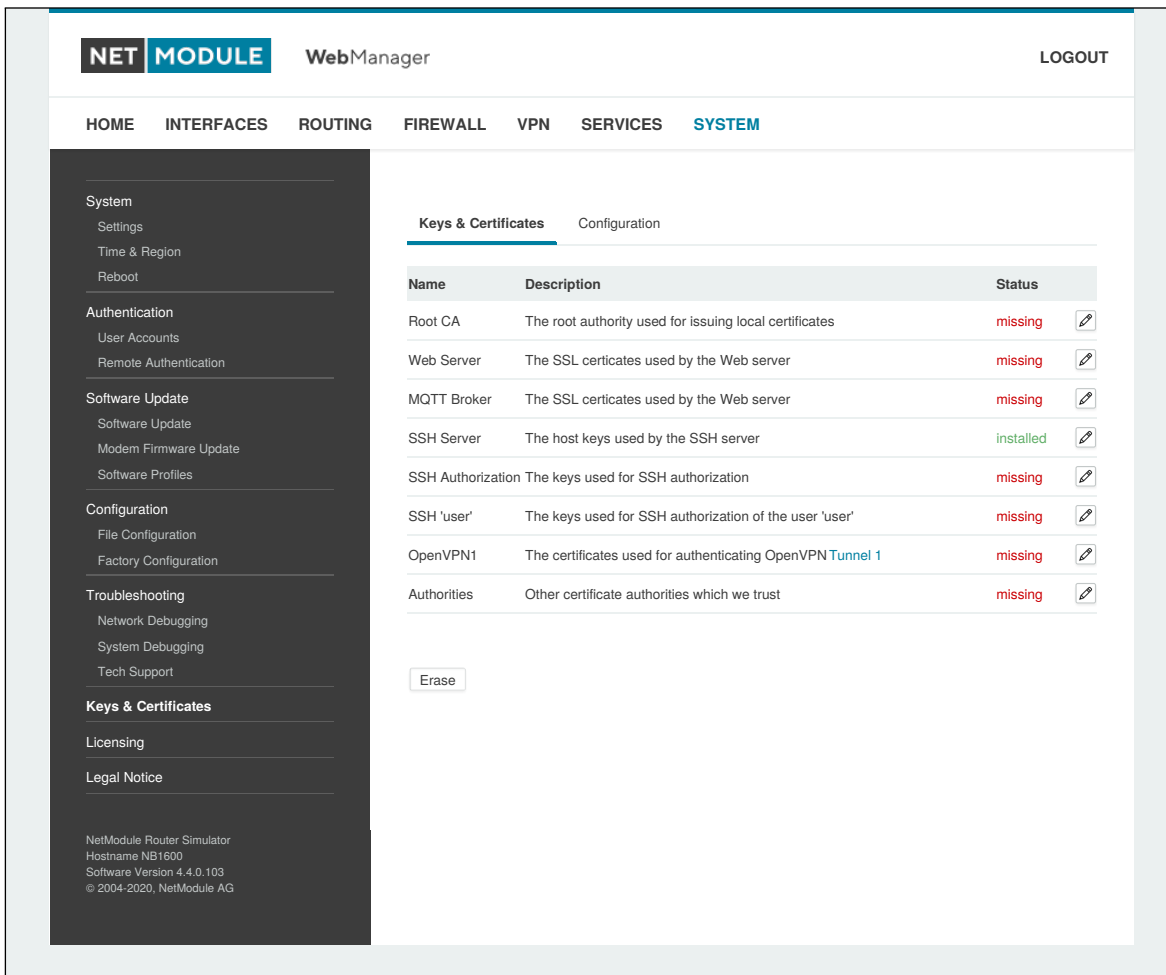 NET MODULE WebManager LOGOUT
HOME INTERFACES ROUTING FIREWALL VPN SERVICES SYSTEM
System
Settings
Time & Region
Reboot
Authentication
User Accounts
Remote Authentication
Software Update
Software Update
Modem Firmware Update
Software Profiles
Configuration
File Configuration
Factory Configuration
Troubleshooting
Network Debugging
System Debugging
Tech Support
Keys & Certificates
Licensing
Legal Notice
NetModule Router Simulator
Hostname NB1600
Software Version 4.4.0.103
© 2004-2020, NetModule AG
Keys & Certificates Configuration
Name Description Status
Root CA The root authority used for issuing local certificates missing
Web Server The SSL certicates used by the Web server missing
MQTT Broker The SSL certicates used by the Web server missing
SSH Server The host keys used by the SSH server installed
SSH Authorization The keys used for SSH authorization missing
SSH 'user' The keys used for SSH authorization of the user 'user' missing
OpenVPN1 The certificates used for authenticating OpenVPN Tunnel 1 missing
Authorities Other certificate authorities which we trust missing
Erase